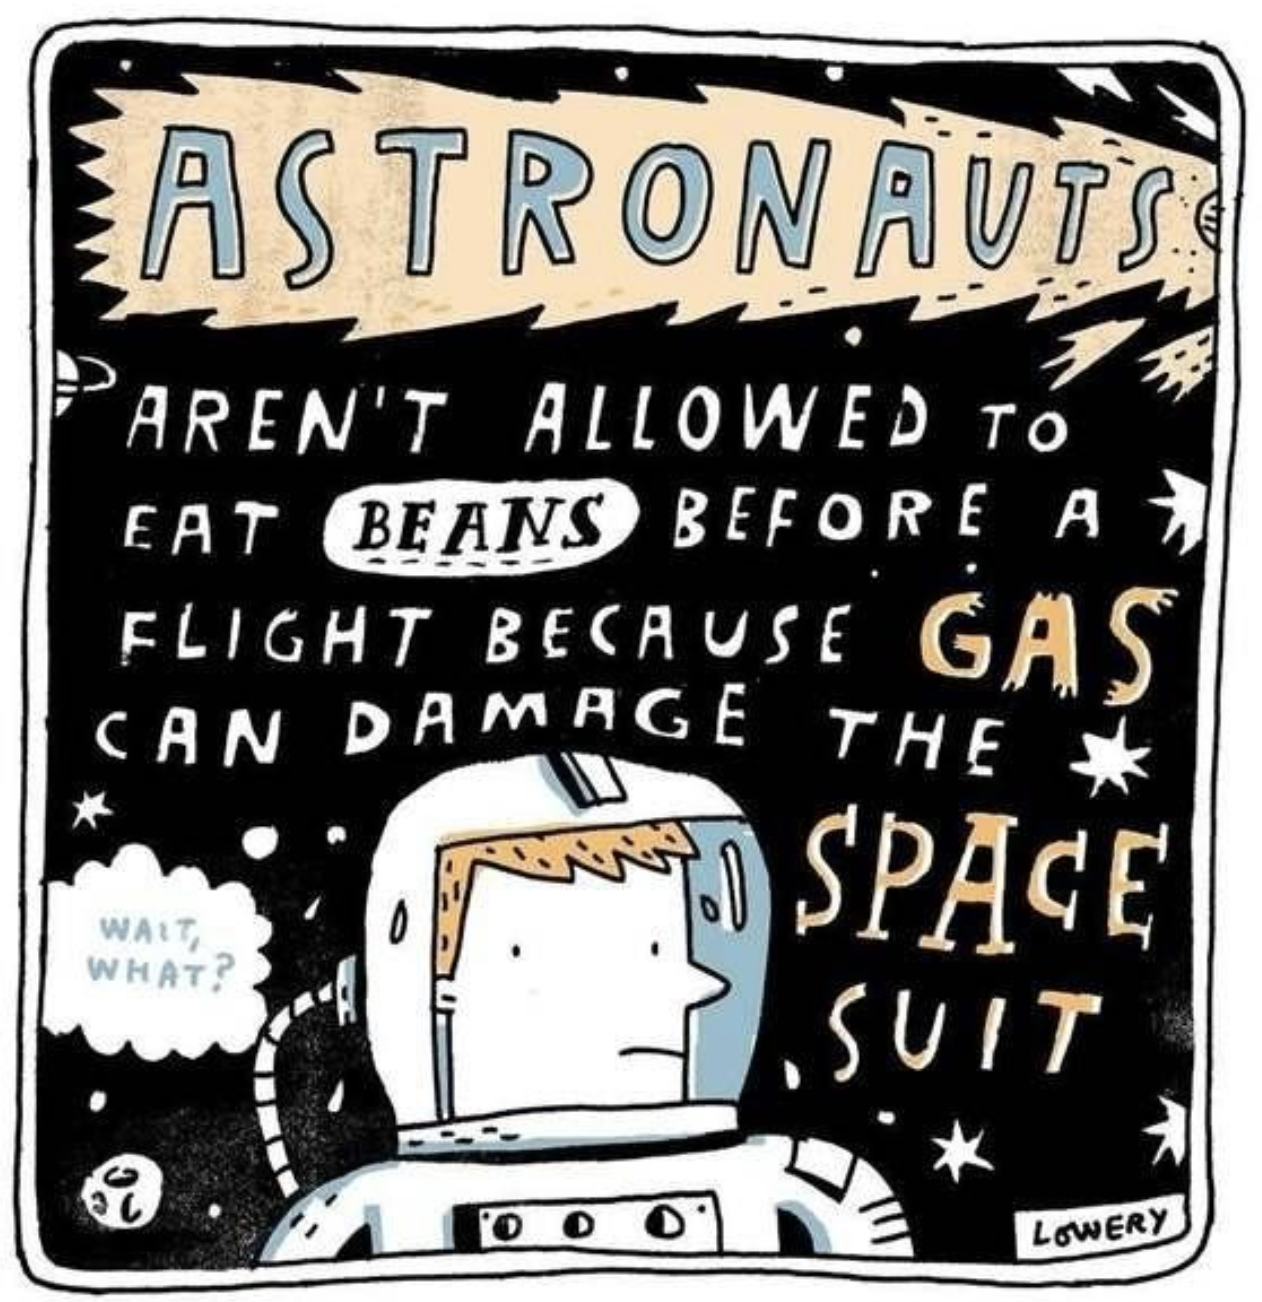 ASTRONAUTS
AREN'T ALLOWED TO
EAT BEANS BEFORE A
FLIGHT BECAUSE GAS
CAN DAMAGE THE
SPACE
SUIT
WAIT,
WHAT?
LOWERY